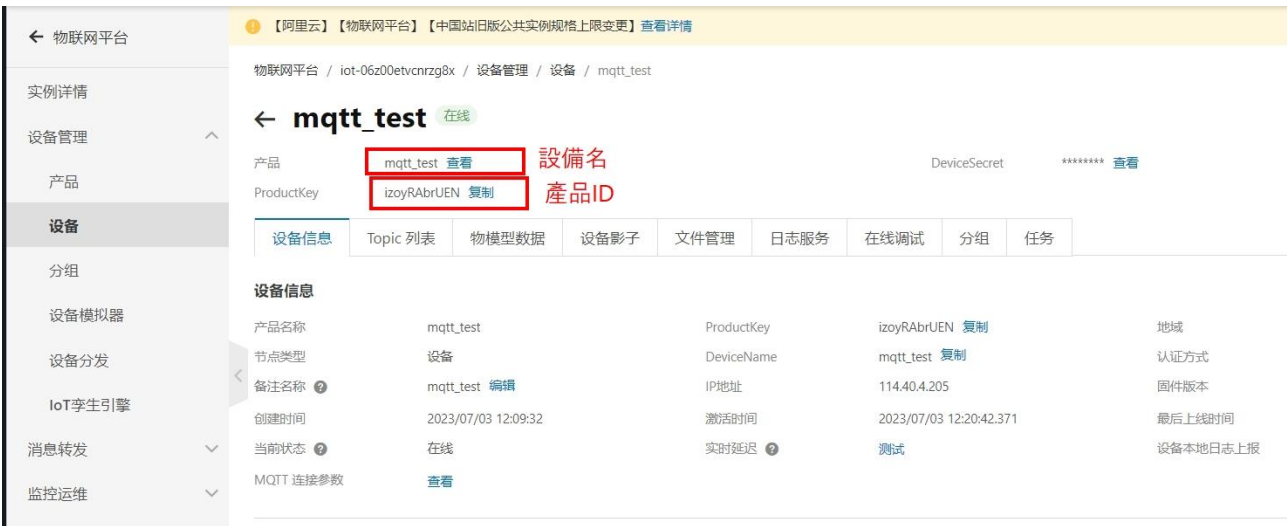 ← 物联网平台
【阿里云】【物联网平台】【中国站旧版公共实例规格上限变更】查看详情
物联网平台 / iot-06z00etvcnrzg8x / 设备管理 / 设备 / mqtt_test
实例详情
设备管理
产品
设备
分组
设备模拟器
设备分发
IoT孪生引擎
消息转发
监控运维
← mqtt_test 在线
产品 mqtt_test 查看 設備名 DeviceSecret ******** 查看
ProductKey izoyRAbrUEN 复制 產品ID
设备信息 Topic 列表 物模型数据 设备影子 文件管理 日志服务 在线调试 分组 任务
设备信息
产品名称 mqtt_test ProductKey izoyRAbrUEN 复制 地域
节点类型 设备 DeviceName mqtt_test 复制 认证方式
备注名称 mqtt_test 编辑 IP地址 114.40.4.205 固件版本
创建时间 2023/07/03 12:09:32 激活时间 2023/07/03 12:20:42.371 最后上线时间
当前状态 在线 实时延迟 测试 设备本地日志上报
MQTT 连接参数 查看